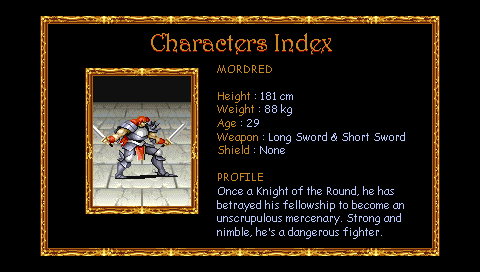 Characters Index
MORDRED
Height : 181 cm
Weight : 88 kg
Age : 29
Weapon : Long Sword & Short Sword
Shield : None
PROFILE
Once a Knight of the Round, he has
betrayed his fellowship to become an
unscrupulous mercenary. Strong and
nimble, he's a dangerous fighter.